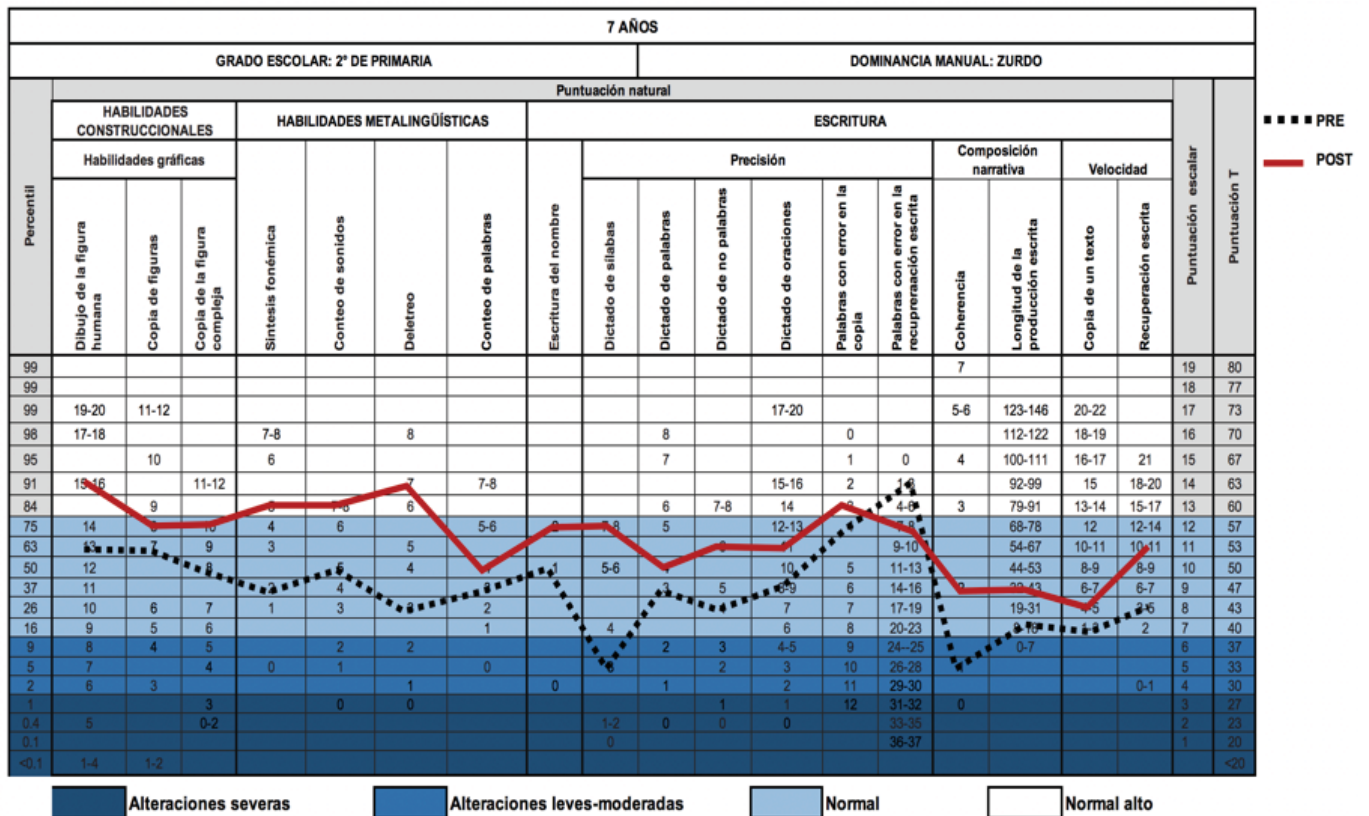 7 AÑOS
GRADO ESCOLAR: 2° DE PRIMARIA DOMINANCIA MANUAL: ZURDO
Puntuación natural
HABILIDADES CONSTRUCCIONALES HABILIDADES METALINGÜÍSTICAS ESCRITURA
Habilidades gráficas Precisión Composición narrativa Velocidad
Percentil Dibujo de la figura humana Copia de figuras Copia de la figura compleja Síntesis fonémica Conteo de sonidos Deletreo Conteo de palabras Escritura del nombre Dictado de sílabas Dictado de palabras Dictado de no palabras Dictado de oraciones Palabras con error en la copia Palabras con error en la recupreraación escrita Coherencia Longitud de la producción escrita Copia de un texto Recuperación escrita Puntuación escalar Puntuación T
PRE
POST
99 7 19 80
99 18 77
99 19-20 11-12 17-20 5-6 123-146 20-22 17 73
98 17-18 7-8 8 8 0 112-122 18-19 16 70
95 10 6 7 1 0 4 100-111 16-17 21 15 67
91 15-16 11-12 7 7-8 15-16 2 92-99 15 18-20 14 63
84 9 6 6 7-8 14 4-6 3 79-91 13-14 15-17 13 60
75 14 4 6 5-6 5 12-13 68-78 12 12-14 12 57
63 13 7 9 3 5 9-10 54-67 10-11 10-11 11 53
50 12 8 5 4 1 5-6 10 5 11-13 44-53 8-9 8-9 10 50
37 11 4 3 5 6 14-16 6-7 6-7 9 47
26 10 6 7 1 3 2 7 7 17-19 19-31 8 43
16 9 5 6 1 4 6 8 20-23 2 7 40
9 8 4 5 2 2 2 3 4-5 9 24--25 0-7 6 37
5 7 4 0 1 0 2 3 10 26-28 5 33
2 6 3 1 0 1 2 11 29-30 0-1 4 30
1 3 0 0 1 1 12 31-32 0 3 27
0.4 5 0-2 1-2 0 0 0 33-35 2 23
0.1 0 36-37 1 20
<0.1 1-4 1-2 <20
Alteraciones severas Alteraciones leves-moderadas Normal Normal alto